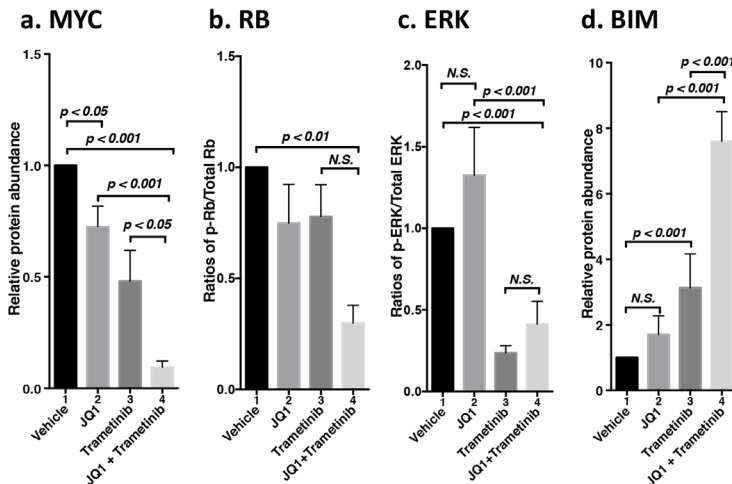 a. MYC
Relative protein abundance
1.5
1.0
0.5
0.0
p < 0.05
p < 0.001
p < 0.001
p < 0.05
1
2
3
4
Vehicle
JQ1
Trametinib
JQ1 + Trametinib
b. RB
Ratios of p-Rb/Total Rb
1.5
1.0
0.5
0.0
p < 0.01
N.S.
1
2
3
4
Vehicle
JQ1
Trametinib
JQ1+Trametinib
c. ERK
Ratios of p-ERK/Total ERK
2.0
1.5
1.0
0.5
0.0
N.S.
p < 0.001
p < 0.001
N.S.
1
2
3
4
Vehicle
JQ1
Trametinib
JQ1+Trametinib
d. BIM
Relative protein abundance
10
8
6
4
2
0
p < 0.001
p < 0.001
p < 0.001
N.S.
1
2
3
4
Vehicle
JQ1
Trametinib
JQ1 + Trametinib